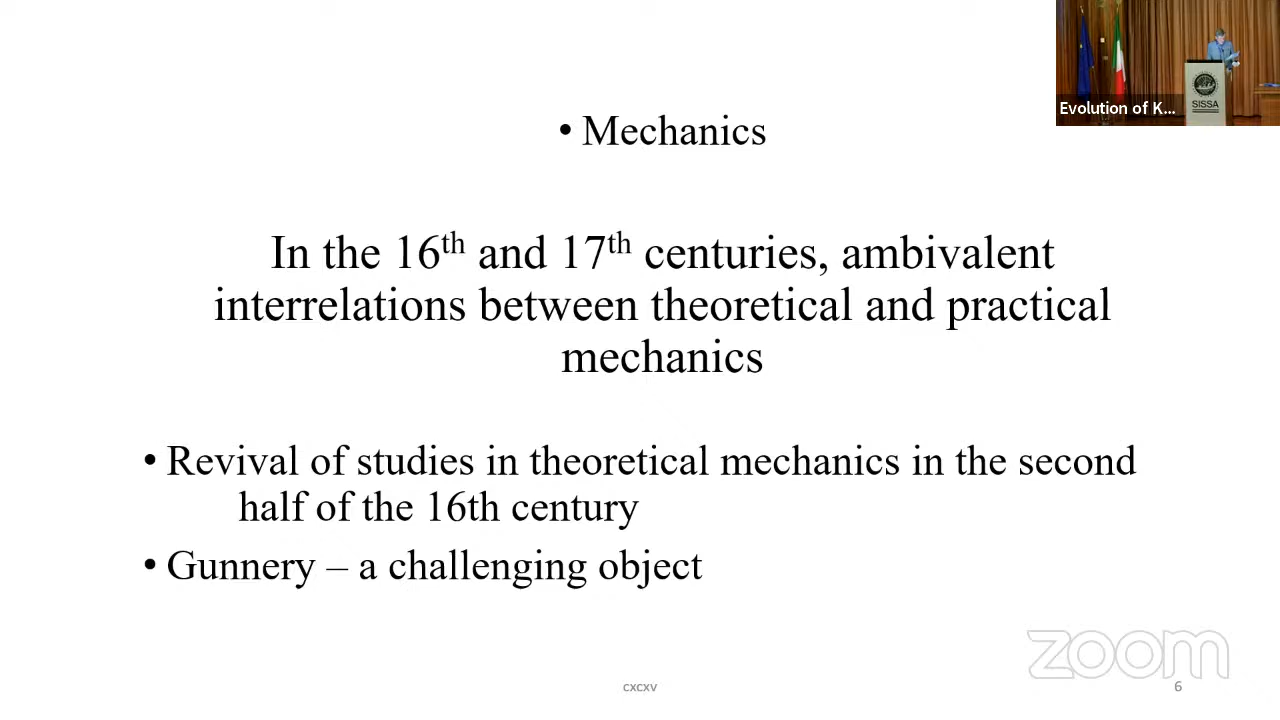 Evolution of K...
SISSA
• Mechanics
In the 16th and 17th centuries, ambivalent
interrelations between theoretical and practical
mechanics
• Revival of studies in theoretical mechanics in the second
half of the 16th century
• Gunnery – a challenging object
zoom
CXCXV
6